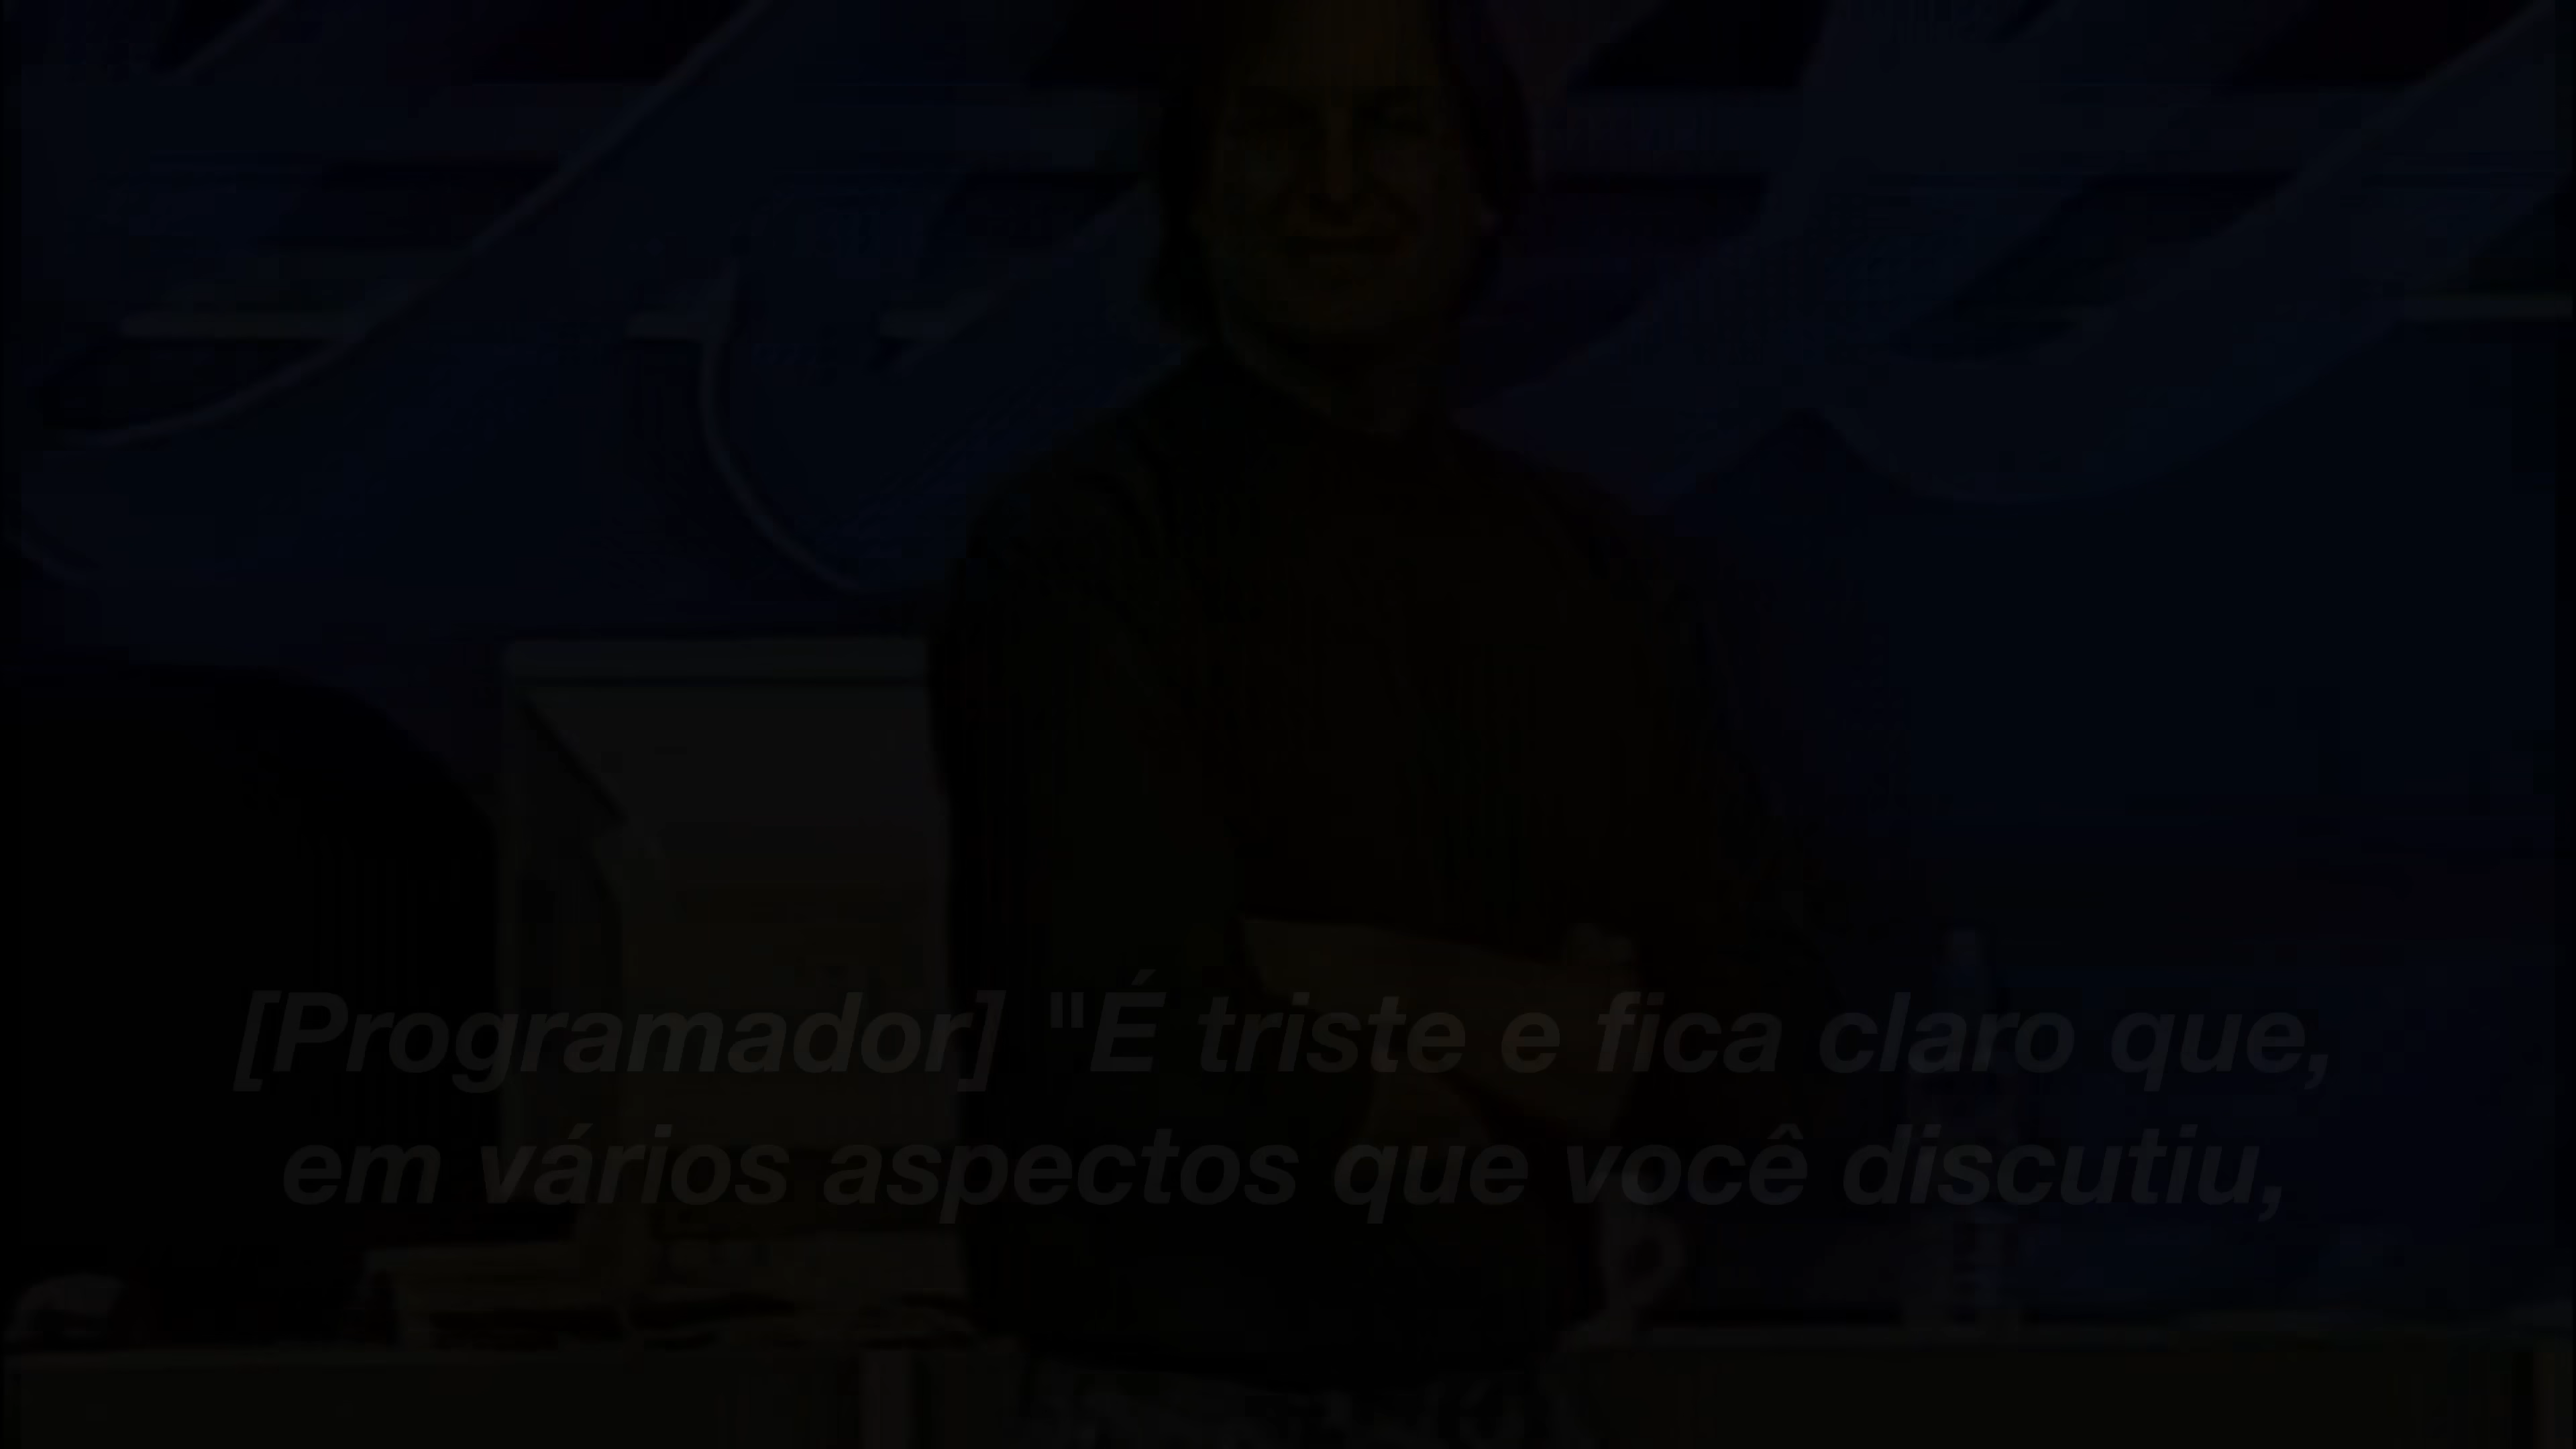 [Programador] "É triste e fica claro que,
em vários aspectos que você discutiu,